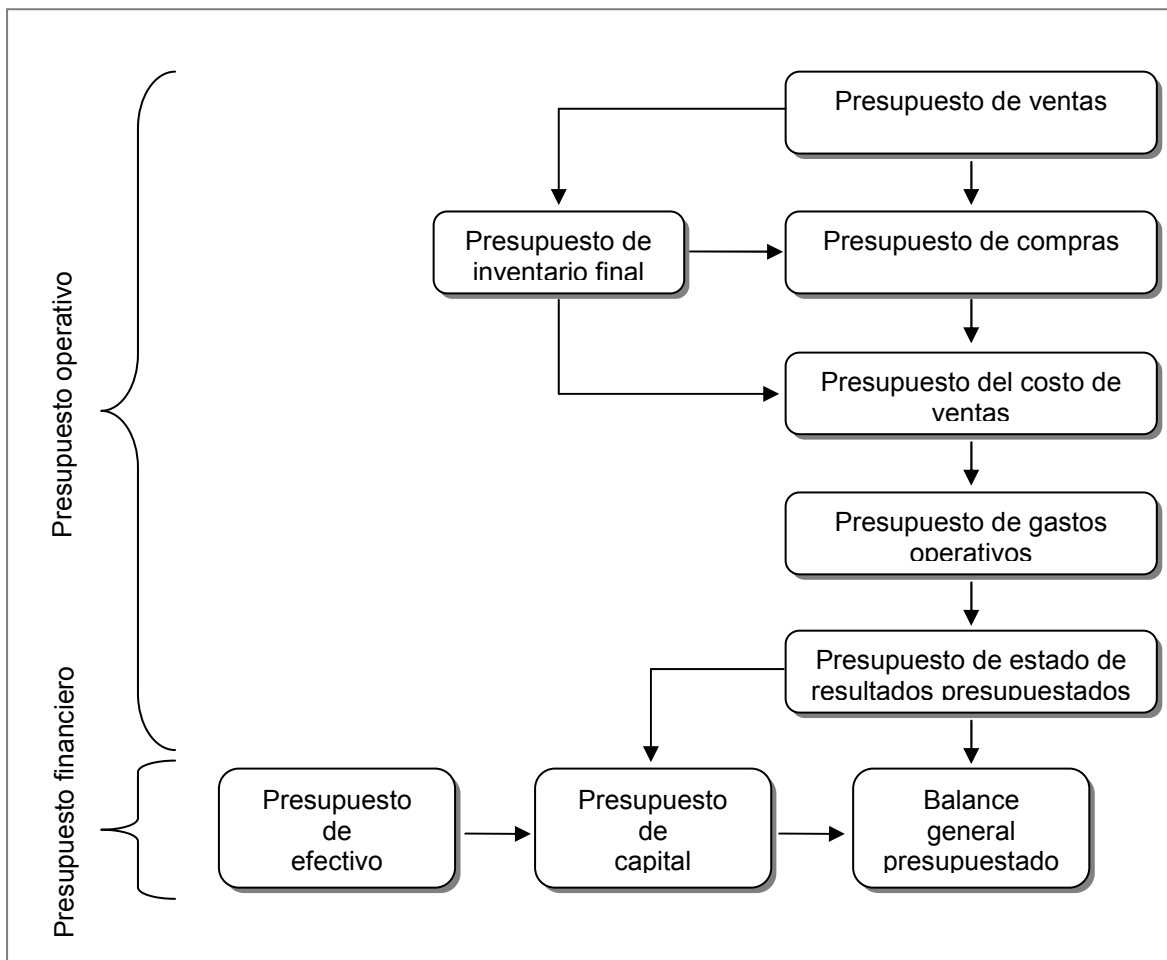 Presupuesto operativo
Presupuesto de ventas
Presupuesto de
inventario final
Presupuesto de compras
Presupuesto del costo de
ventas
Presupuesto de gastos
operativos
Presupuesto de estado de
resultados presupuestados
Presupuesto financiero
Presupuesto
de
efectivo
Presupuesto
de
capital
Balance
general
presupuestado